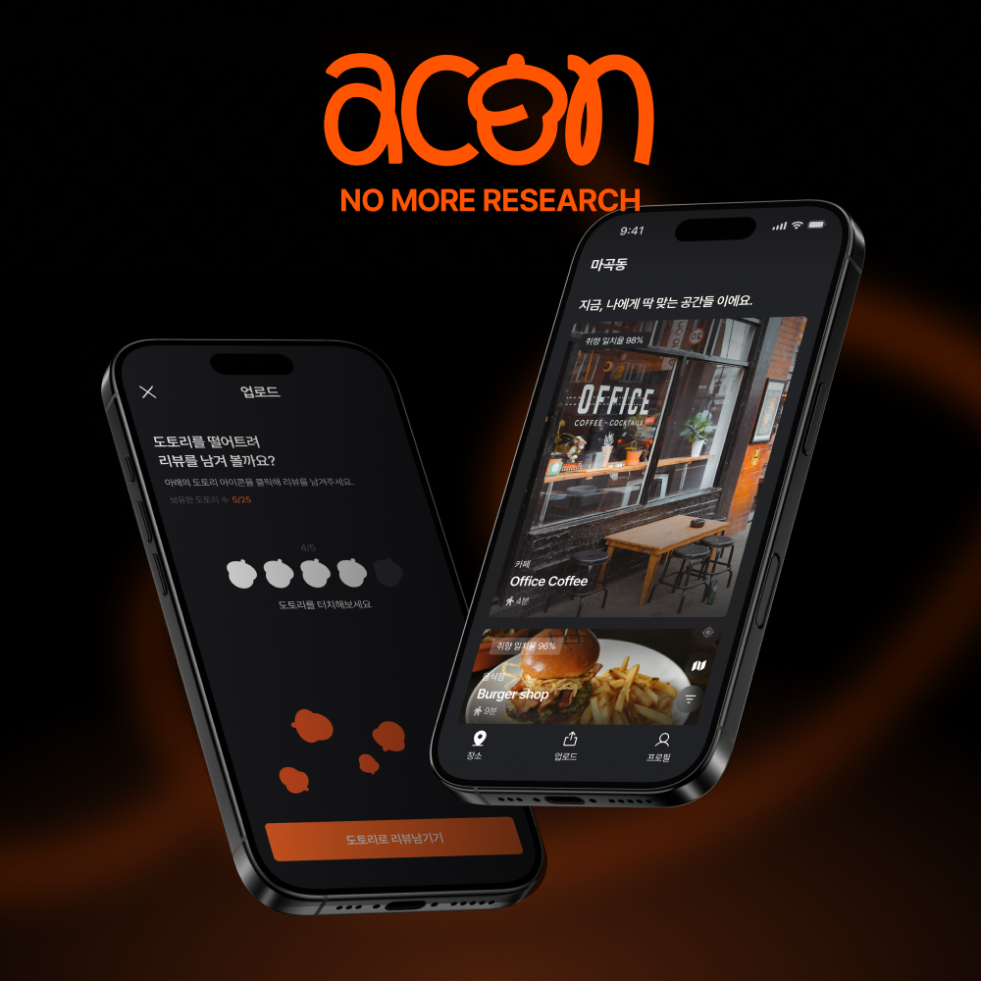 acon
NO MORE RESEARCH
9:41
마곡동
지금, 나에게 딱 맞는 공간들 이에요.
취향 일치율 98%
OFFICE
COFFEE - COCKTAILS
카페
Office Coffee
4분
취향 일치율 96%
음식점
Burger shop
9분
장소
업로드
프로필
업로드
도토리를 떨어트려
리뷰를 남겨 볼까요?
아래의 도토리 아이콘을 클릭해 리뷰를 남겨주세요.
보유한 도토리 수 5/25
4/5
도토리를 터치해보세요
도토리로 리뷰남기기